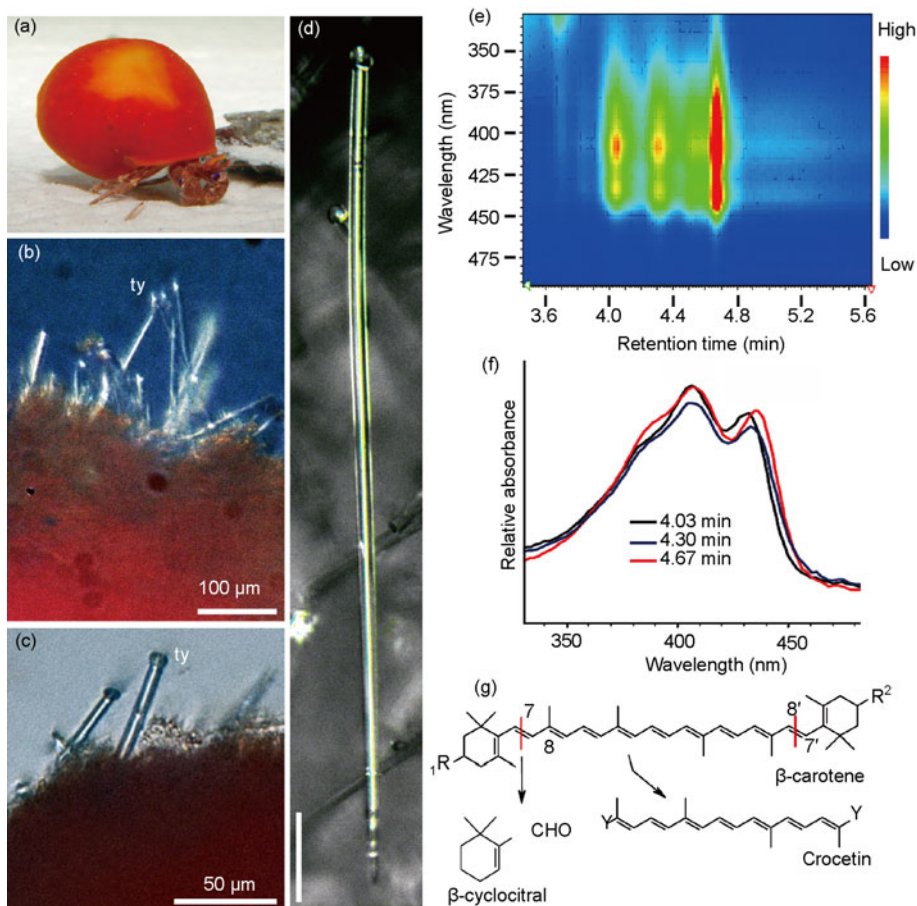 (a)
(b)
ty
100 µm
(c)
ty
50 µm
(d)
(e)
350
375
400
425
450
475
Wavelength (nm)
3.6 4.0 4.4 4.8 5.2 5.6
Retention time (min)
High
Low
(f)
Relative absorbance
4.03 min
4.30 min
4.67 min
350 400 450
Wavelength (nm)
(g)
7
8
8′
7′
R²
₁R
β-carotene
CHO
β-cyclocitral
Y
Y
Crocetin